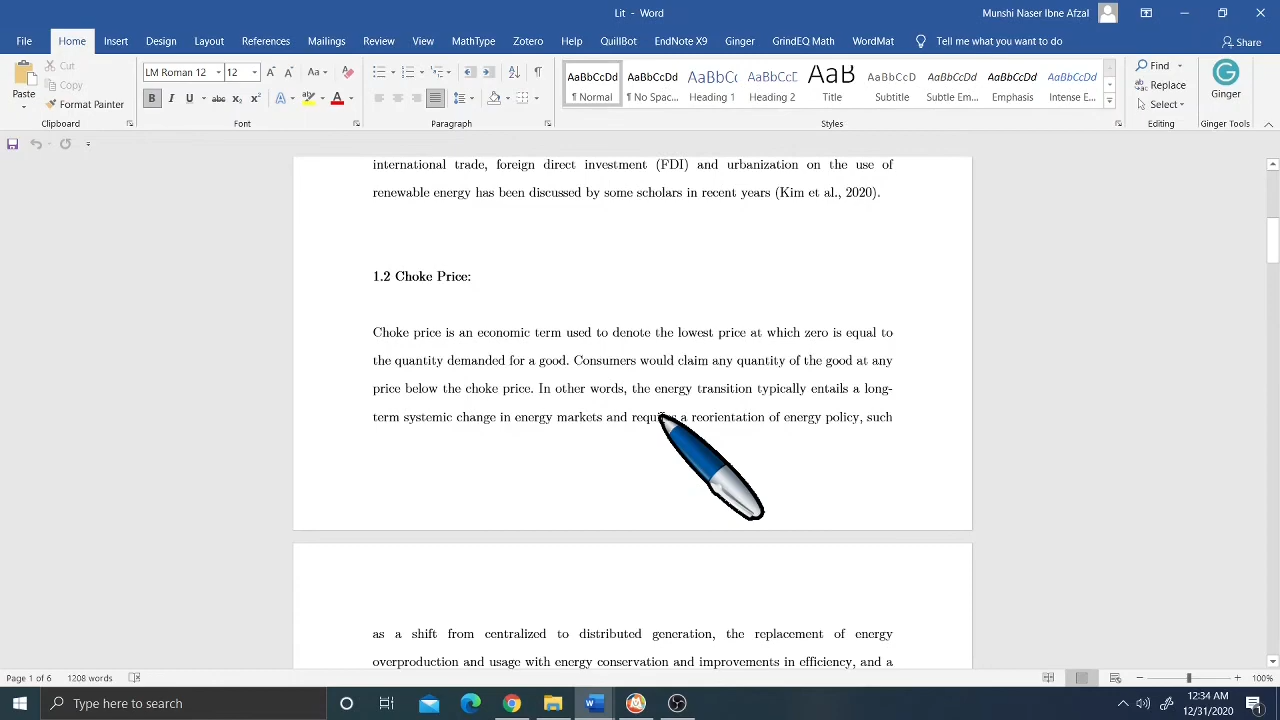 Lit - Word
Munshi Naser Ibne Afzal
File Home Insert Design Layout References Mailings Review View MathType Zotero Help QuillBot EndNote X9 Ginger GrindEQ Math WordMat Tell me what you want to do Share
Paste
Cut
Copy
Format Painter
Clipboard
LM Roman 12 12
Font
Paragraph
AaBbCcDd AaBbCcDd AaBbCc AaBbCcD AaB AaBbCcD AaBbCcDd AaBbCcDd AaBbCcDd
¶ Normal ¶ No Spac... Heading 1 Heading 2 Title Subtitle Subtle Em... Emphasis Intense E...
Styles
Find
Replace
Select
Editing
Ginger
Ginger Tools
international trade, foreign direct investment (FDI) and urbanization on the use of
renewable energy has been discussed by some scholars in recent years (Kim et al., 2020).
1.2 Choke Price:
Choke price is an economic term used to denote the lowest price at which zero is equal to
the quantity demanded for a good. Consumers would claim any quantity of the good at any
price below the choke price. In other words, the energy transition typically entails a long-
term systemic change in energy markets and requires a reorientation of energy policy, such
as a shift from centralized to distributed generation, the replacement of energy
overproduction and usage with energy conservation and improvements in efficiency, and a
Page 1 of 6 1208 words 100%
Type here to search
12:34 AM
12/31/2020